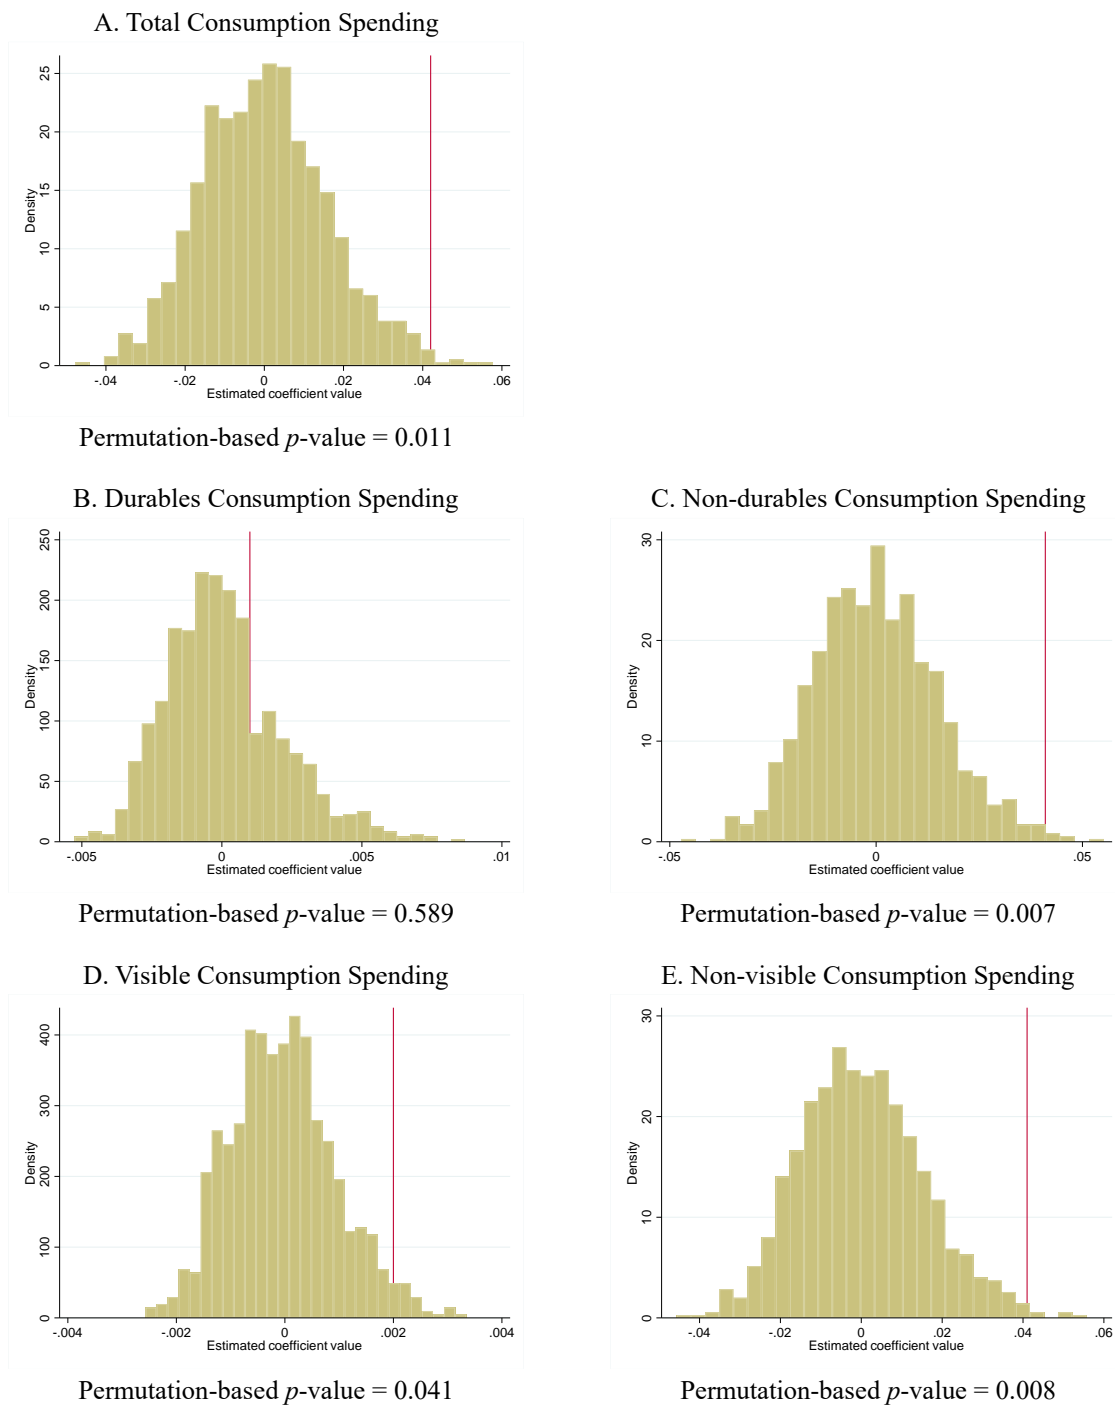 A. Total Consumption Spending
Density
25
20
15
10
5
0
-.04 -.02 0 .02 .04 .06
Estimated coefficient value
Permutation-based p-value = 0.011
B. Durables Consumption Spending
Density
250
200
150
100
50
0
-.005 0 .005 .01
Estimated coefficient value
Permutation-based p-value = 0.589
C. Non-durables Consumption Spending
Density
30
20
10
0
-.05 0 .05
Estimated coefficient value
Permutation-based p-value = 0.007
D. Visible Consumption Spending
Density
400
300
200
100
0
-.004 -.002 0 .002 .004
Estimated coefficient value
Permutation-based p-value = 0.041
E. Non-visible Consumption Spending
Density
30
20
10
0
-.04 -.02 0 .02 .04 .06
Estimated coefficient value
Permutation-based p-value = 0.008